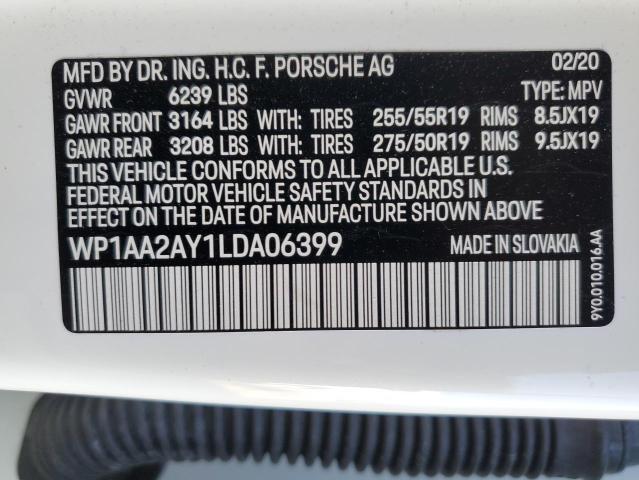 MFD BY DR. ING. H.C. F. PORSCHE AG 02/20
GVWR 6239 LBS TYPE: MPV
GAWR FRONT 3164 LBS WITH: TIRES 255/55R19 RIMS 8.5JX19
GAWR REAR 3208 LBS WITH: TIRES 275/50R19 RIMS 9.5JX19
THIS VEHICLE CONFORMS TO ALL APPLICABLE U.S.
FEDERAL MOTOR VEHICLE SAFETY STANDARDS IN
EFFECT ON THE DATE OF MANUFACTURE SHOWN ABOVE
WP1AA2AY1LDA06399 MADE IN SLOVAKIA
9Y0.010.016.AA